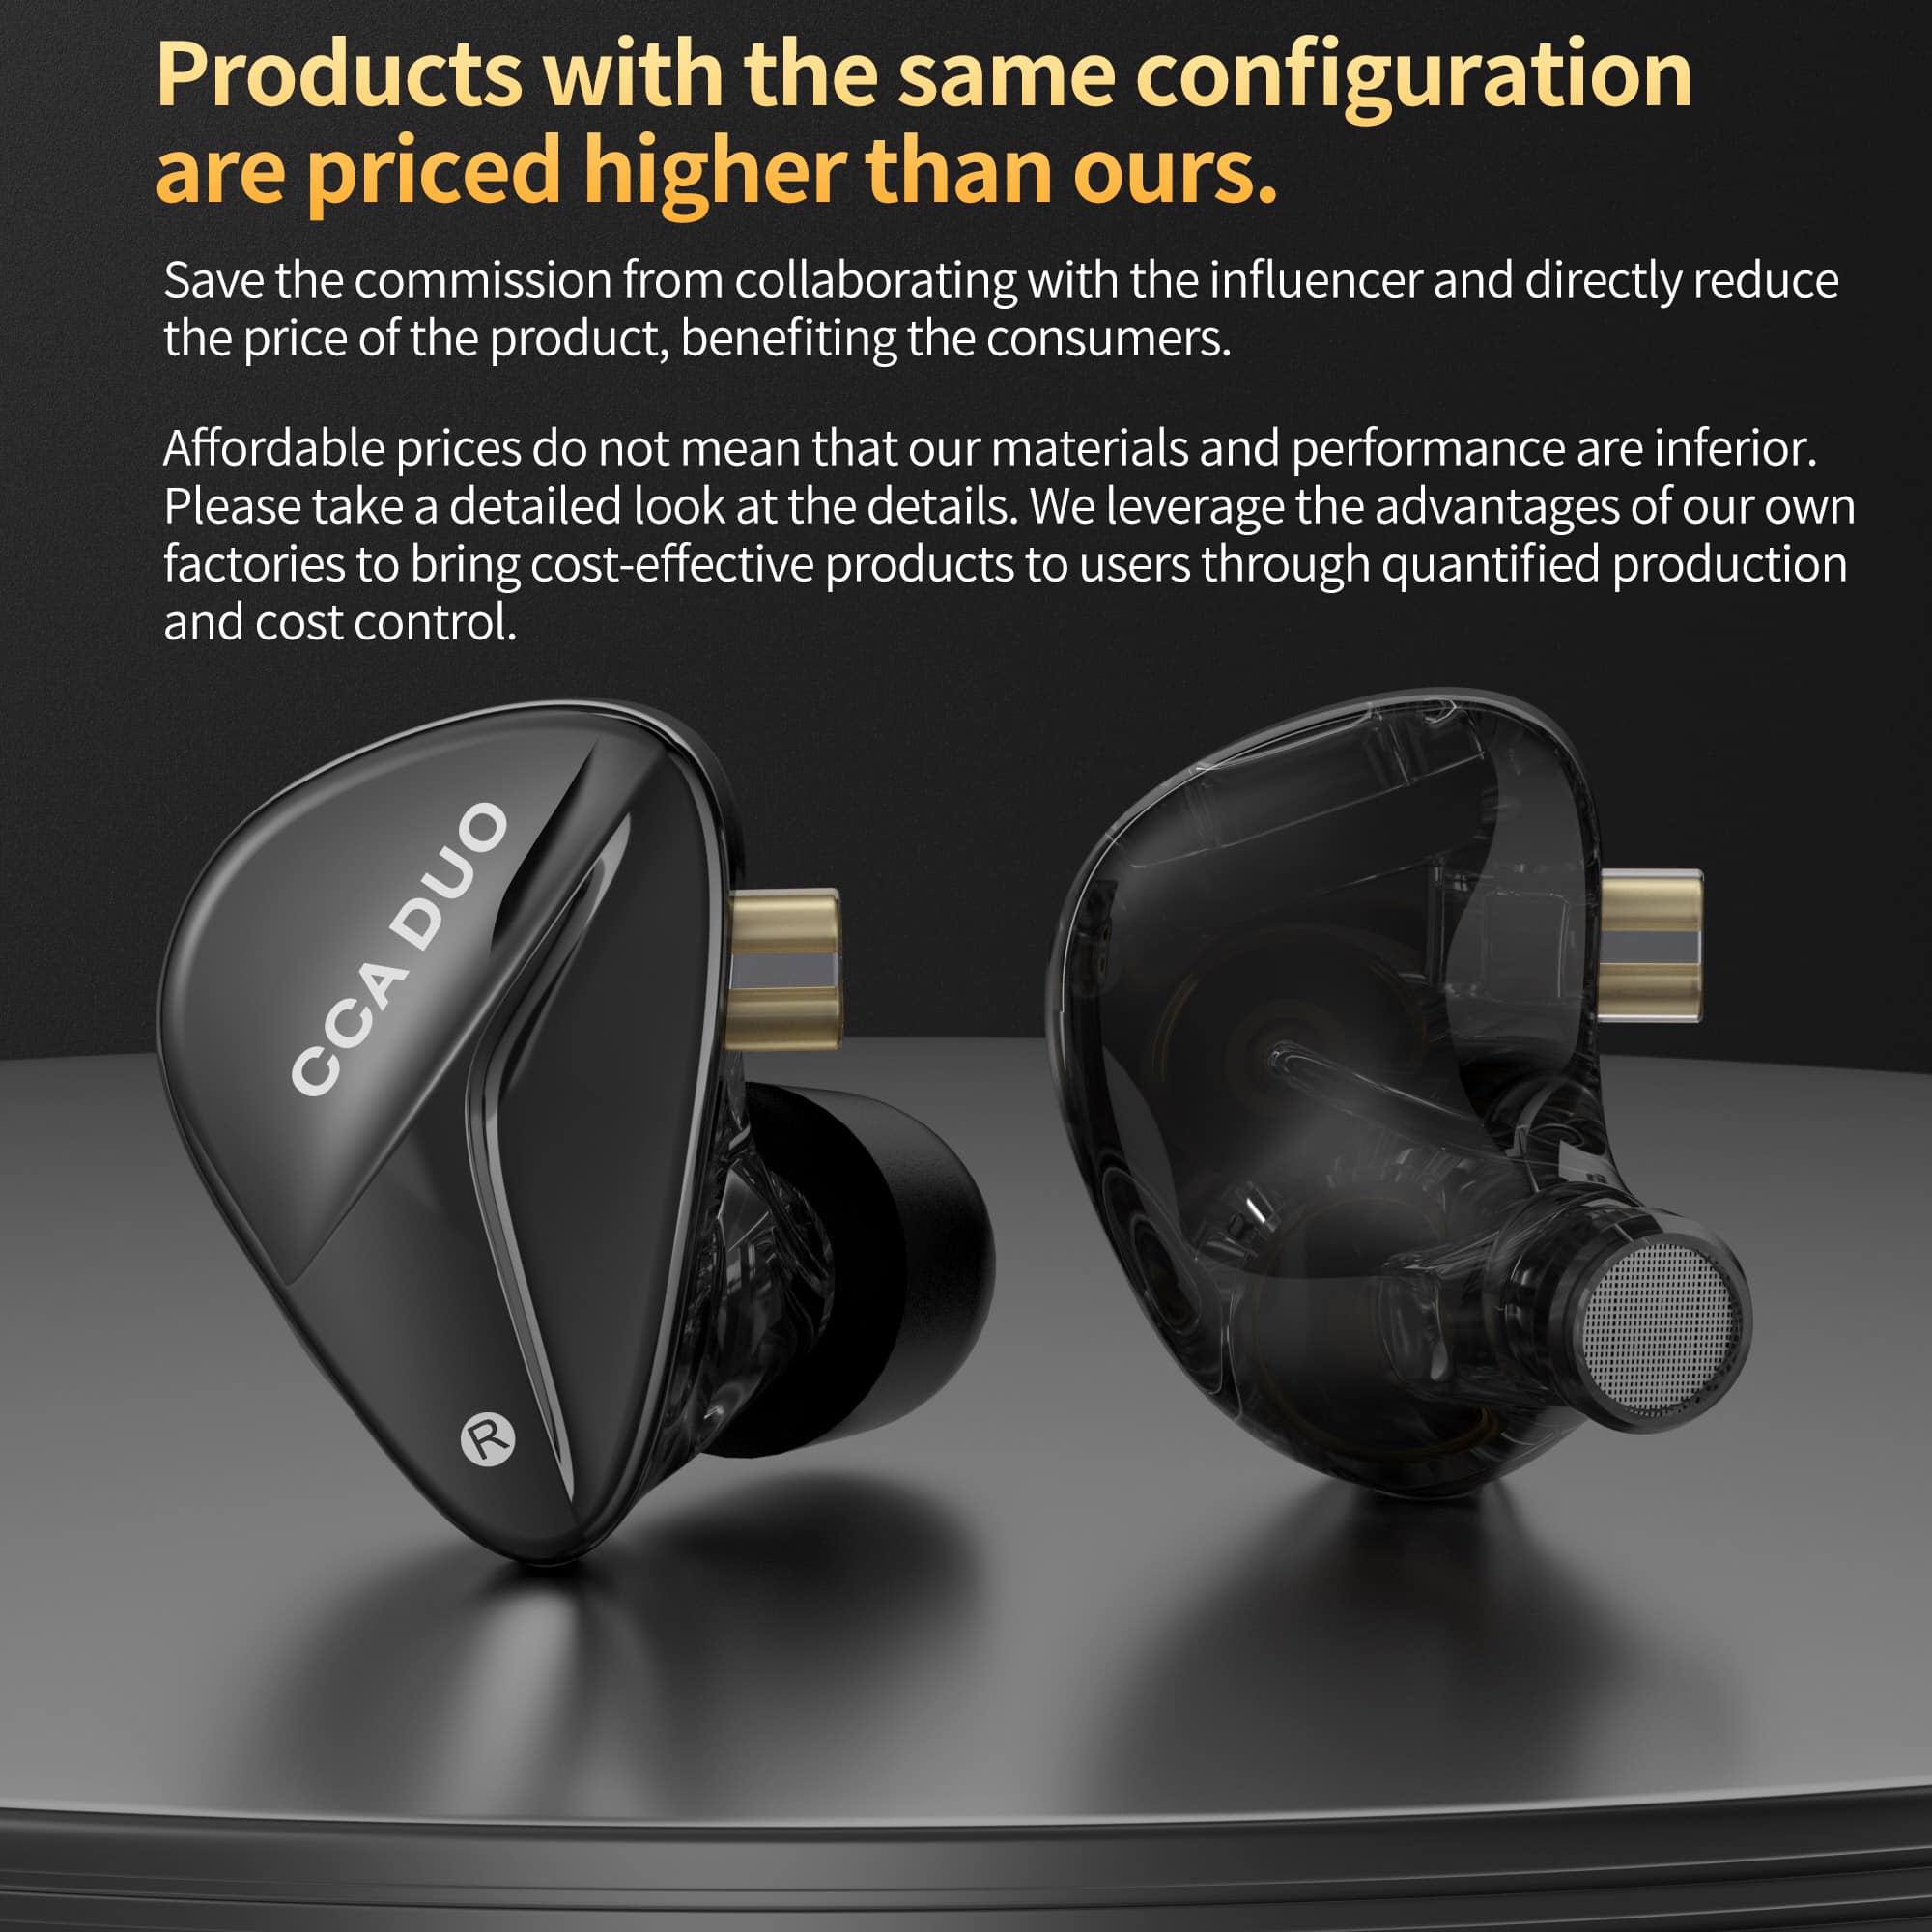 Products with the same configuration
are priced higher than ours.
Save the commission from collaborating with the influencer and directly reduce
the price of the product, benefiting the consumers.
Affordable prices do not mean that our materials and performance are inferior.
Please take a detailed look at the details. We leverage the advantages of our own
factories to bring cost-effective products to users through quantified production
and cost control.
CCA DUO
R